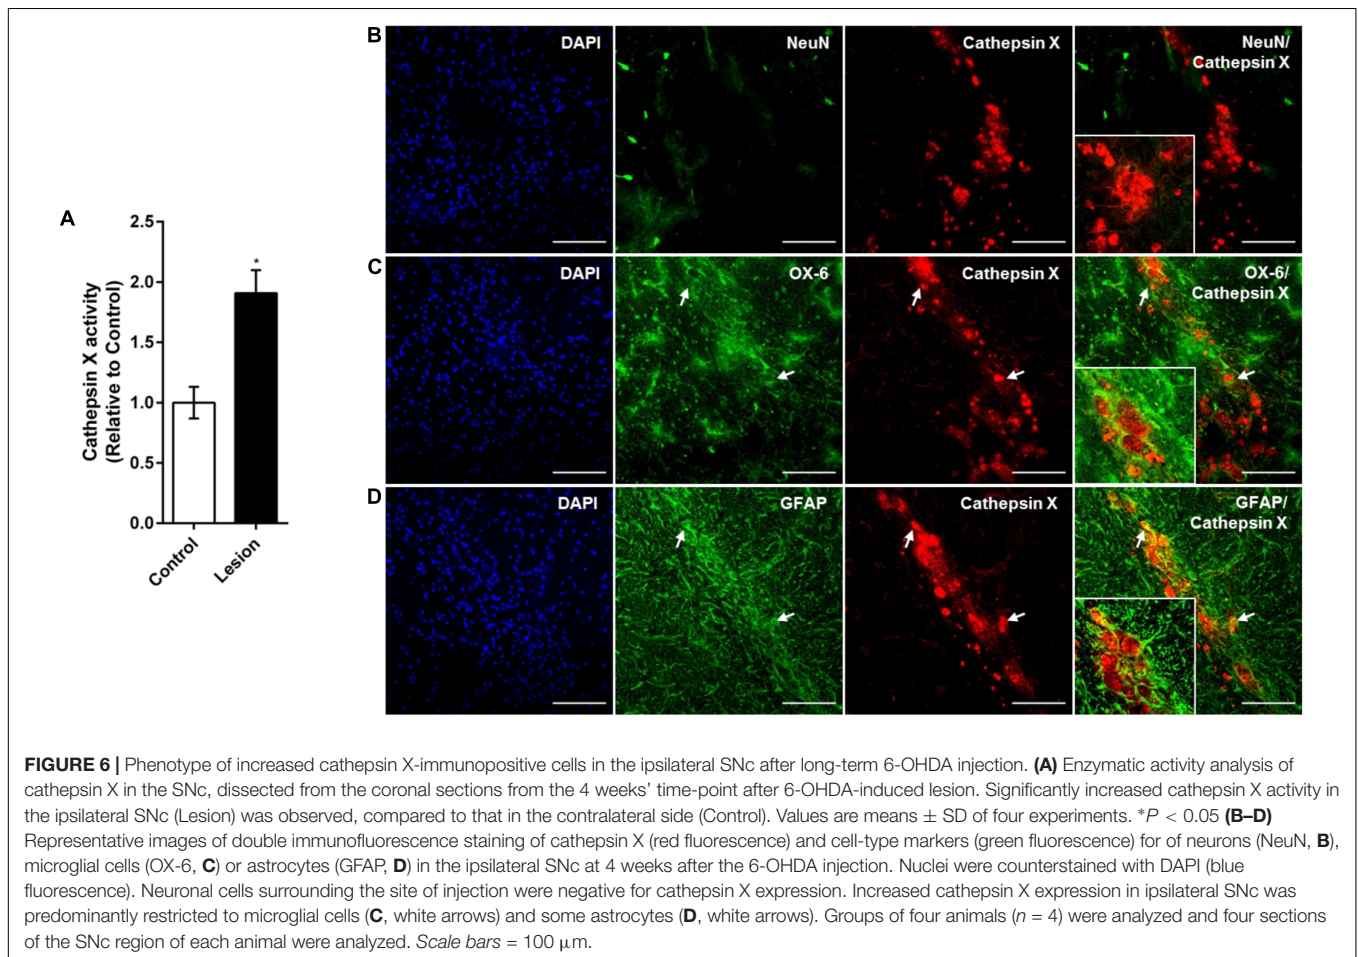 A
Cathepsin X activity
(Relative to Control)
2.5
2.0
1.5
1.0
0.5
0.0
*
Control
Lesion
B
DAPI
NeuN
Cathepsin X
NeuN/
Cathepsin X
C
DAPI
OX-6
Cathepsin X
OX-6/
Cathepsin X
D
DAPI
GFAP
Cathepsin X
GFAP/
Cathepsin X
FIGURE 6 | Phenotype of increased cathepsin X-immunopositive cells in the ipsilateral SNc after long-term 6-OHDA injection. (A) Enzymatic activity analysis of
cathepsin X in the SNc, dissected from the coronal sections from the 4 weeks' time-point after 6-OHDA-induced lesion. Significantly increased cathepsin X activity in
the ipsilateral SNc (Lesion) was observed, compared to that in the contralateral side (Control). Values are means ± SD of four experiments. *P < 0.05 (B–D)
Representative images of double immunofluorescence staining of cathepsin X (red fluorescence) and cell-type markers (green fluorescence) for of neurons (NeuN, B),
microglial cells (OX-6, C) or astrocytes (GFAP, D) in the ipsilateral SNc at 4 weeks after the 6-OHDA injection. Nuclei were counterstained with DAPI (blue
fluorescence). Neuronal cells surrounding the site of injection were negative for cathepsin X expression. Increased cathepsin X expression in ipsilateral SNc was
predominantly restricted to microglial cells (C, white arrows) and some astrocytes (D, white arrows). Groups of four animals (n = 4) were analyzed and four sections
of the SNc region of each animal were analyzed. Scale bars = 100 μm.